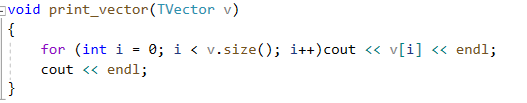 void print_vector(TVector v)
{
for (int i = 0; i < v.size(); i++)cout << v[i] << endl;
cout << endl;
}